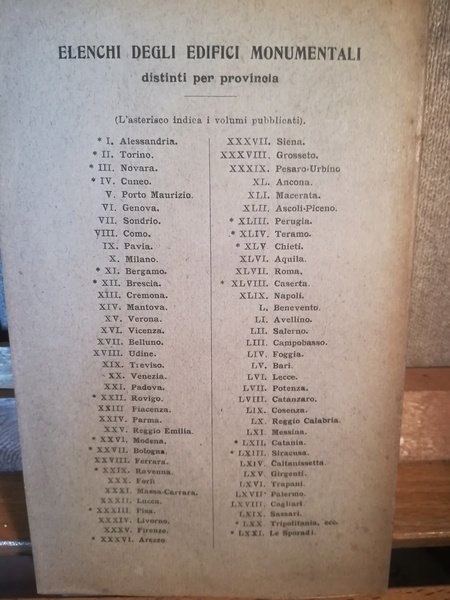 ELENCHI DEGLI EDIFICI MONUMENTALI
distinti per provincia
(L'asterisco indica i volumi pubblicati).
* I. Alessandria.
* II. Torino.
* III. Novara.
* IV. Cuneo.
V. Porto Maurizio.
VI. Genova.
VII. Sondrio.
VIII. Como.
IX. Pavia.
X. Milano.
* XI. Bergamo.
* XII. Brescia.
XIII. Cremona.
XIV. Mantova.
XV. Verona.
XVI. Vicenza.
XVII. Belluno.
XVIII. Udine.
XIX. Treviso.
XX. Venezia.
XXI. Padova.
* XXII. Rovigo.
XXIII Piacenza.
XXIV. Parma.
XXV. Reggio Emilia.
* XXVI. Modena.
* XXVII. Bologna.
XXVIII. Ferrara.
* XXIX. Ravenna.
XXX. Forlì
XXXI. Massa-Carrara.
XXXII. Lucca.
* XXXIII. Pisa.
XXXIV. Livorno.
XXXV. Firenze.
* XXXVI. Arezzo
XXXVII. Siena.
XXXVIII. Grosseto.
XXXIX. Pesaro-Urbino
XL. Ancona.
XLI. Macerata.
XLII. Ascoli-Piceno.
* XLIII. Perugia.
* XLIV. Teramo.
* XLV Chieti.
XLVI. Aquila.
XLVII. Roma.
* XLVIII. Caserta.
XLIX. Napoli.
L. Benevento.
LI. Avellino.
LII. Salerno.
LIII. Campobasso.
LIV. Foggia.
LV. Bari.
LVI. Lecce.
LVII. Potenza.
LVIII. Catanzaro.
LIX. Cosenza.
LX. Reggio Calabria.
LXI. Messina.
* LXII. Catania.
* LXIII. Siracusa.
LXIV. Caltanissetta
LXV. Girgenti.
LXVI. Trapani.
LXVII· Palermo.
LXVIII. Cagliari.
LXIX. Sassari.
* LXX. Tripolitania, ecc.
* LXXI. Le Sporadi.